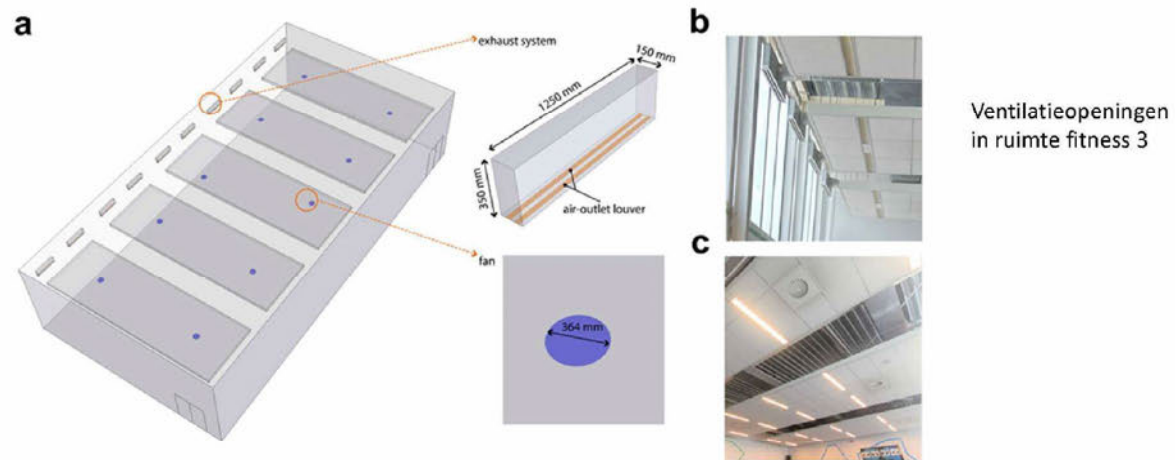 a
exhaust system
150 mm
1250 mm
350 mm
air-outlet louver
fan
364 mm
b
c
Ventilatieopeningen
in ruimte fitness 3